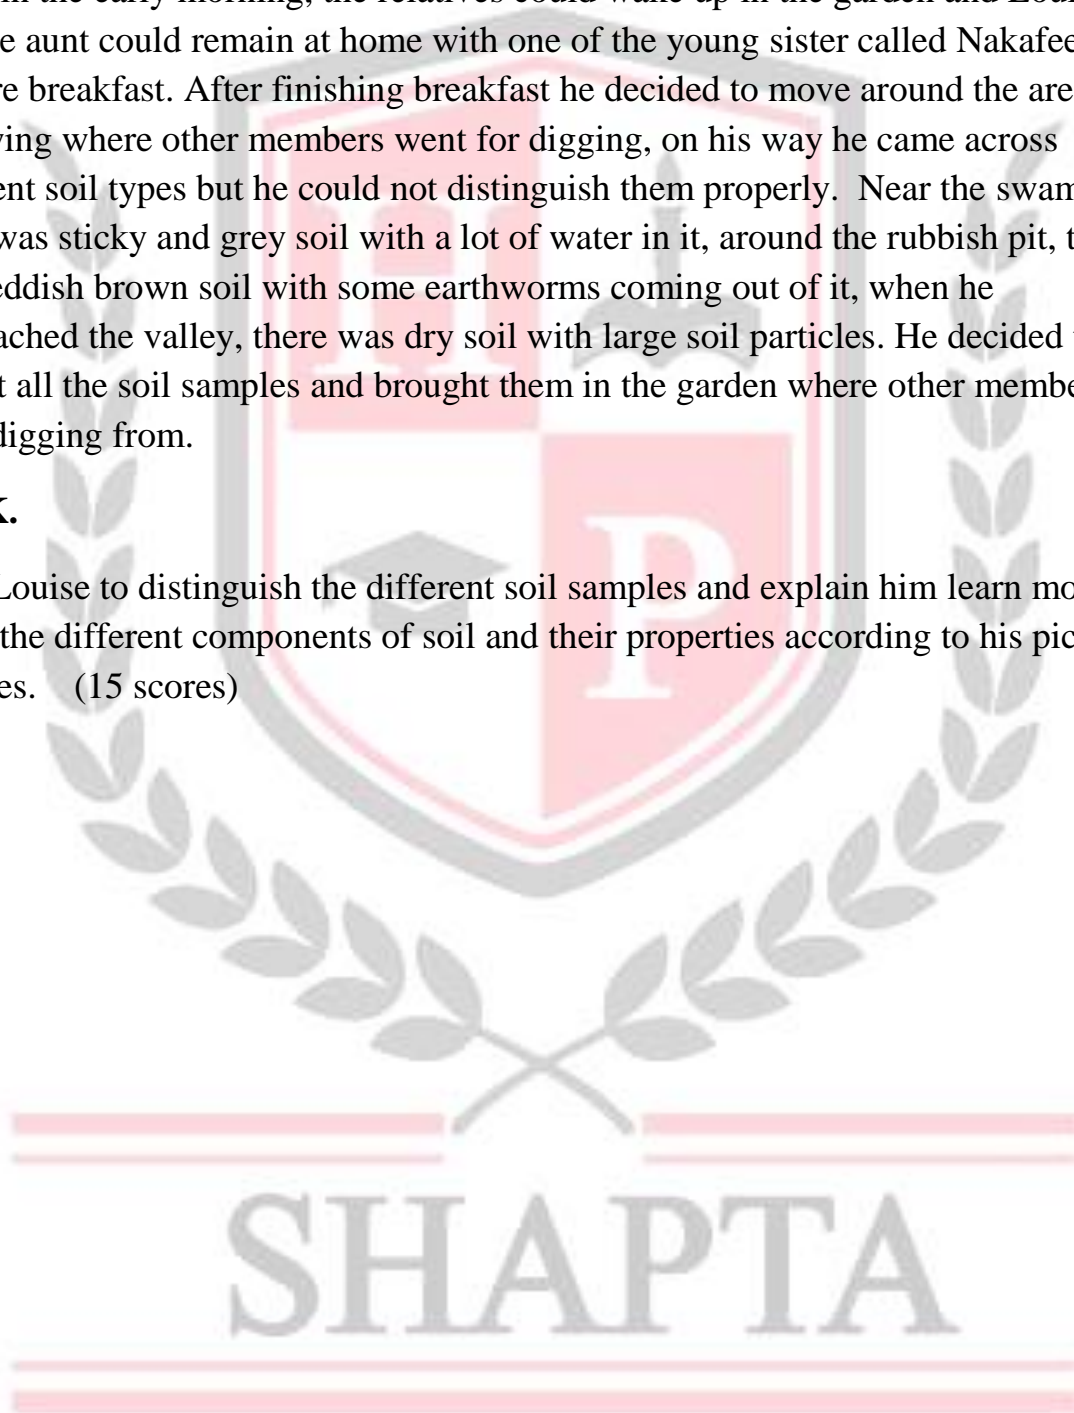 in the early morning, the relatives could wake up in the garden and Loui
e aunt could remain at home with one of the young sister called Nakafee
re breakfast. After finishing breakfast he decided to move around the are
ving where other members went for digging, on his way he came across
ent soil types but he could not distinguish them properly. Near the swam
was sticky and grey soil with a lot of water in it, around the rubbish pit, t
eddish brown soil with some earthworms coming out of it, when he
ached the valley, there was dry soil with large soil particles. He decided t
t all the soil samples and brought them in the garden where other membe
digging from.
K.
Louise to distinguish the different soil samples and explain him learn mo
the different components of soil and their properties according to his pic
es. (15 scores)
H
P
SHAPTA